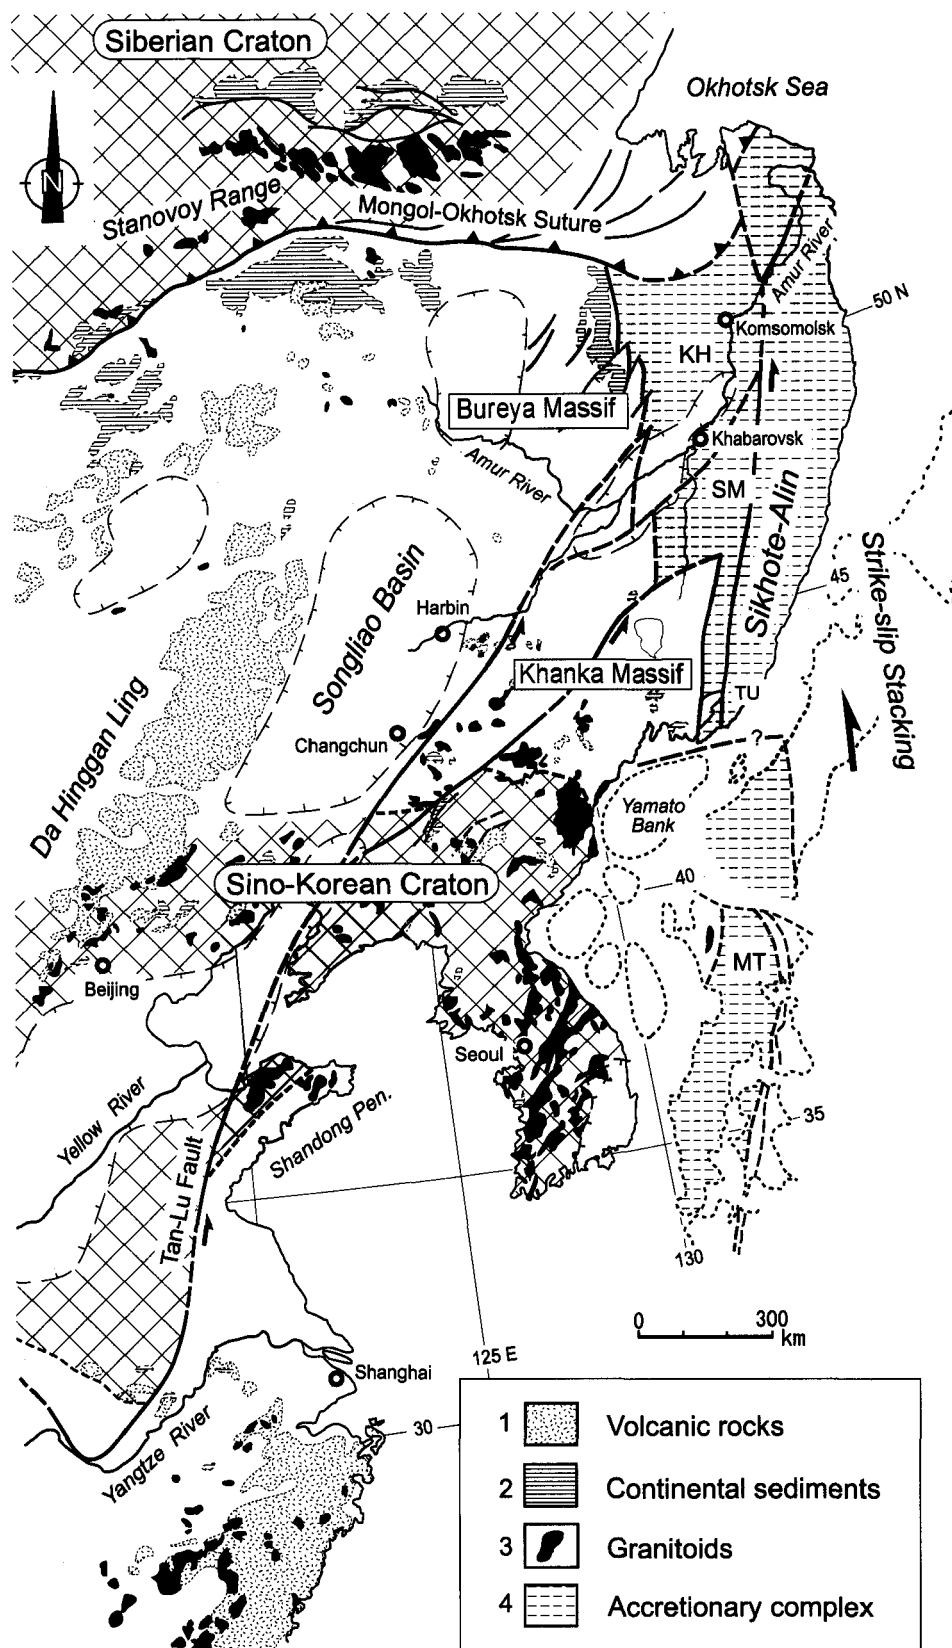 Siberian Craton
Okhotsk Sea
N
Stanovoy Range
Mongol-Okhotsk Suture
Amur River
50 N
Komsomolsk
KH
Bureya Massif
Khabarovsk
Amur River
SM
Sikhote-Alin
Strike-slip Stacking
45
Songliao Basin
Harbin
Khanka Massif
TU
Da Hinggan Ling
Changchun
?
Yamato
Bank
Sino-Korean Craton
40
MT
Beijing
Seoul
Yellow River
Shandong Pen.
35
Tan-Lu Fault
130
0 300
km
125 E
Shanghai
30
Yangtze River
1 Volcanic rocks
2 Continental sediments
3 Granitoids
4 Accretionary complex